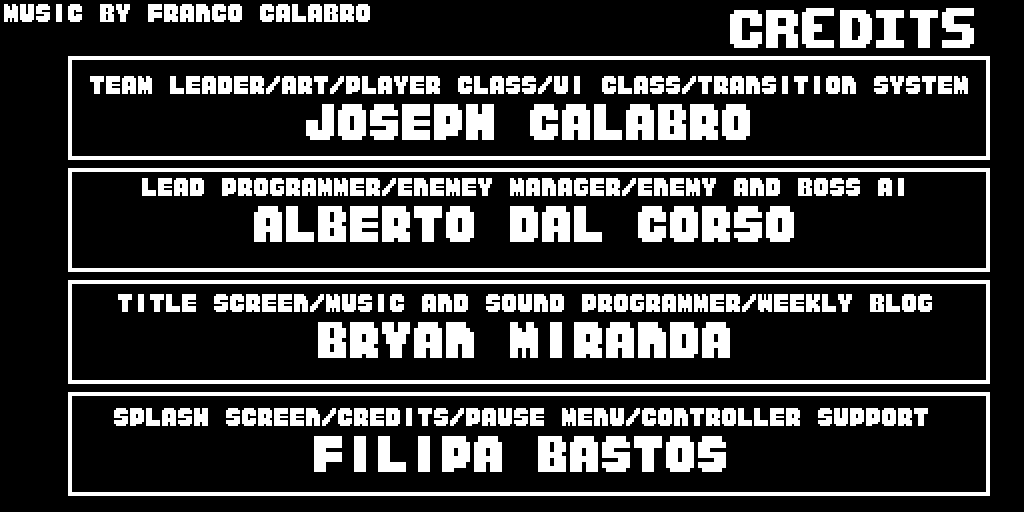 MUSIC BY FRANCO CALABRO
CREDITS
TEAM LEADER/ART/PLAYER CLASS/UI CLASS/TRANSITION SYSTEM
JOSEPH CALABRO
LEAD PROGRAMMER/ENEMEY MANAGER/ENEMY AND BOSS AI
ALBERTO DAL CORSO
TITLE SCREEN/MUSIC AND SOUND PROGRAMMER/WEEKLY BLOG
BRYAN MIRANDA
SPLASH SCREEN/CREDITS/PAUSE MENU/CONTROLLER SUPPORT
FILIPA BASTOS